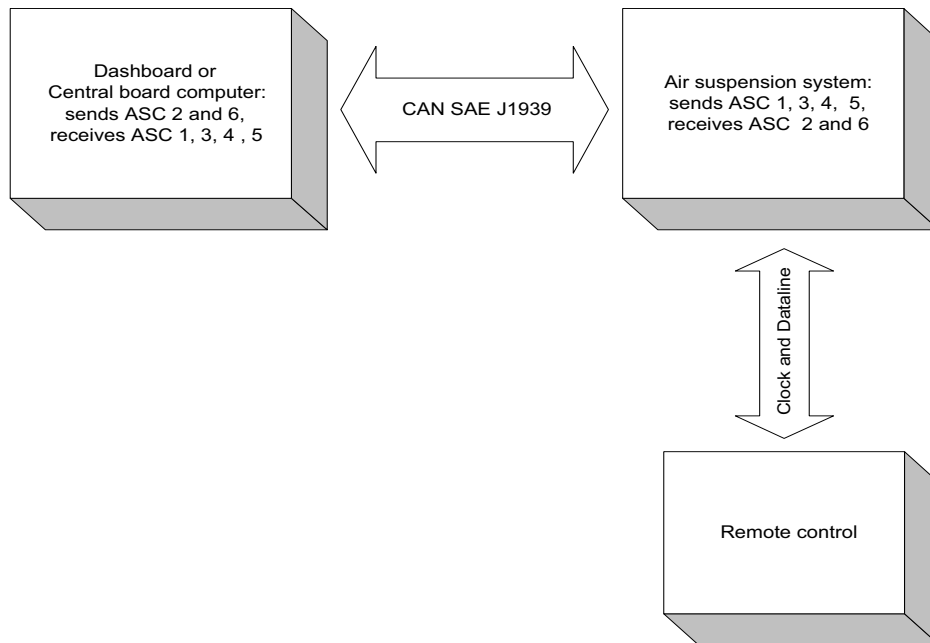 Dashboard or
Central board computer:
sends ASC 2 and 6,
receives ASC 1, 3, 4 , 5
CAN SAE J1939
Air suspension system:
sends ASC 1, 3, 4, 5,
receives ASC 2 and 6
Clock and Dataline
Remote control